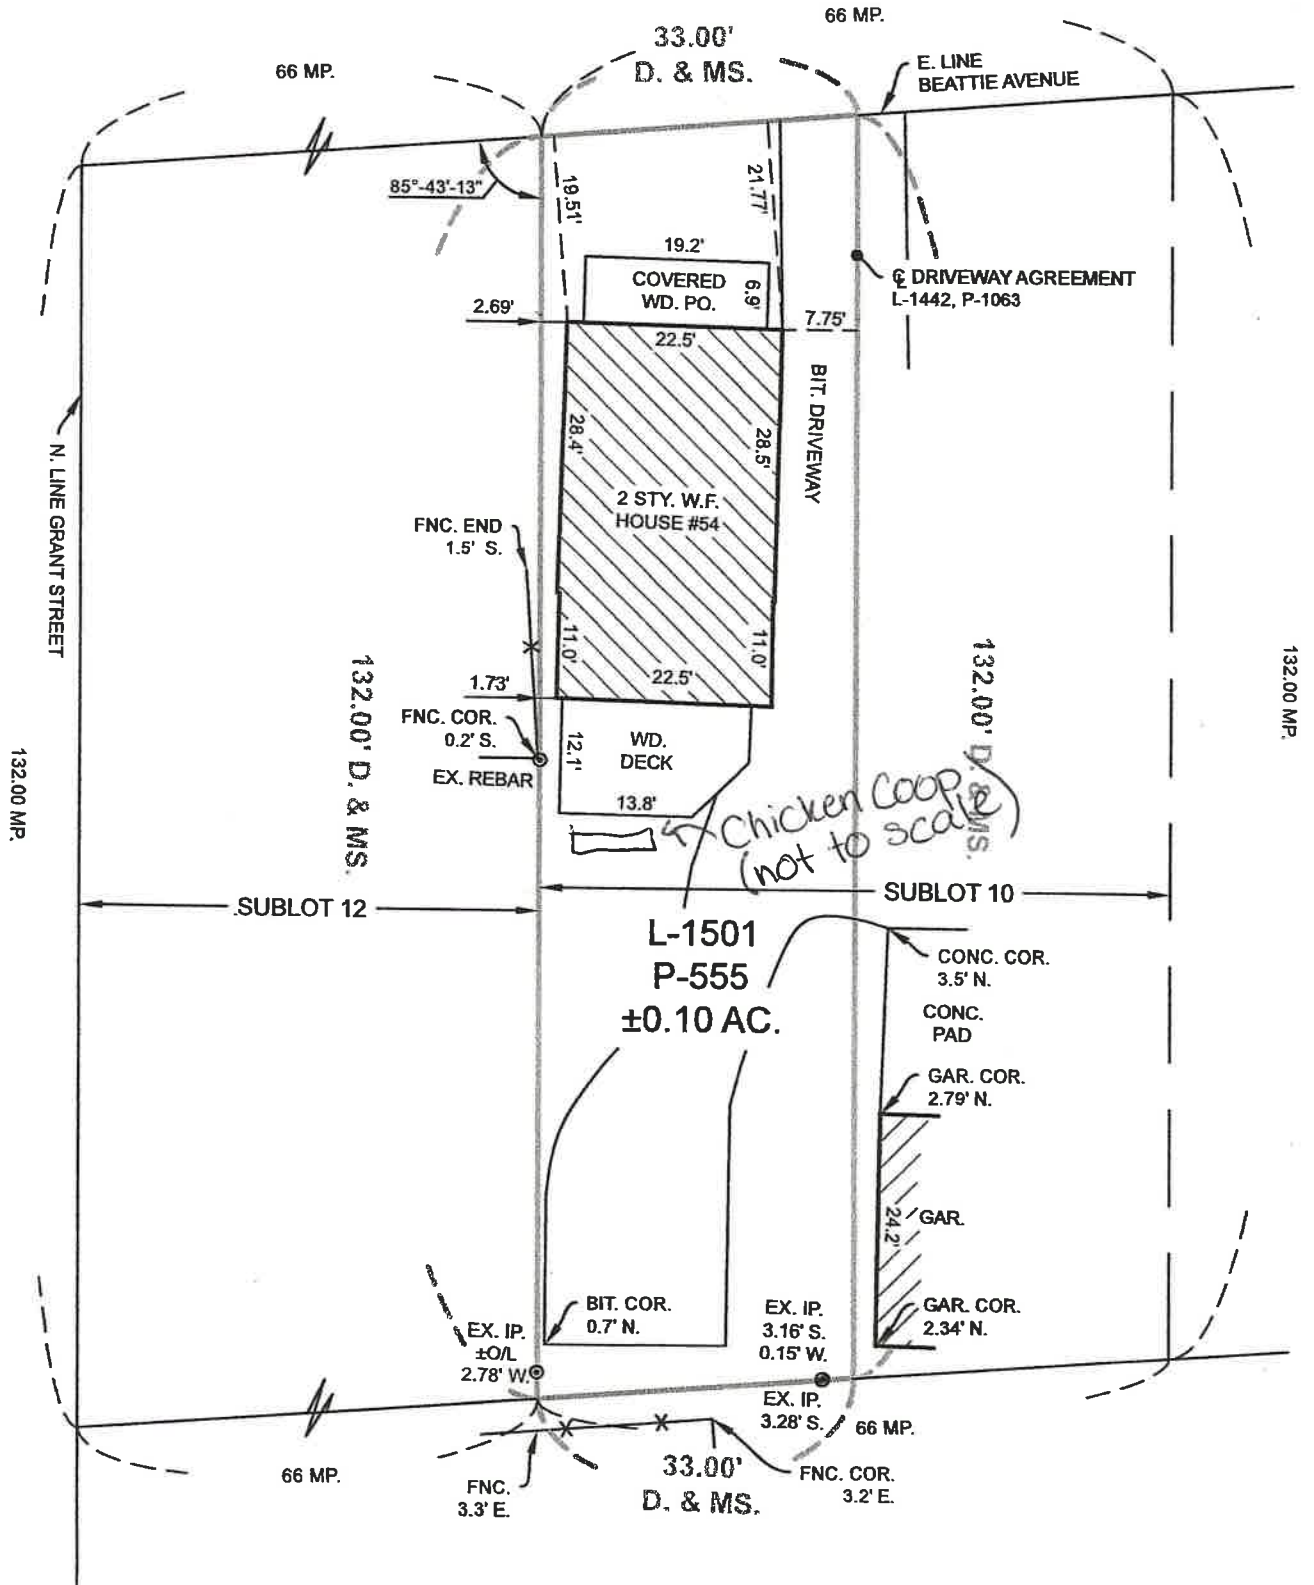 66 MP.
33.00'
D. & MS.
66 MP.
E. LINE
BEATTIE AVENUE
85°-43'-13"
19.51'
21.77'
19.2'
COVERED
WD. PO.
6.9'
℄ DRIVEWAY AGREEMENT
L-1442, P-1063
2.69'
7.75'
22.5'
BIT. DRIVEWAY
28.4'
28.5'
2 STY. W.F.
HOUSE #54
N. LINE GRANT STREET
FNC. END
1.5' S.
11.0'
11.0'
22.5'
1.73'
132.00' D. & MS.
132.00' D. & MS.
132.00 MP.
132.00 MP.
FNC. COR.
0.2' S.
EX. REBAR
12.1'
WD.
DECK
13.8'
Chicken Coop
(not to scale)
SUBLOT 12
SUBLOT 10
L-1501
P-555
±0.10 AC.
CONC. COR.
3.5' N.
CONC.
PAD
GAR. COR.
2.79' N.
24.2'
GAR.
GAR. COR.
2.34' N.
BIT. COR.
0.7' N.
EX. IP.
±O/L
2.78' W.
EX. IP.
3.16' S.
0.15' W.
EX. IP.
3.28' S.
66 MP.
66 MP.
FNC.
3.3' E.
33.00'
D. & MS.
FNC. COR.
3.2' E.